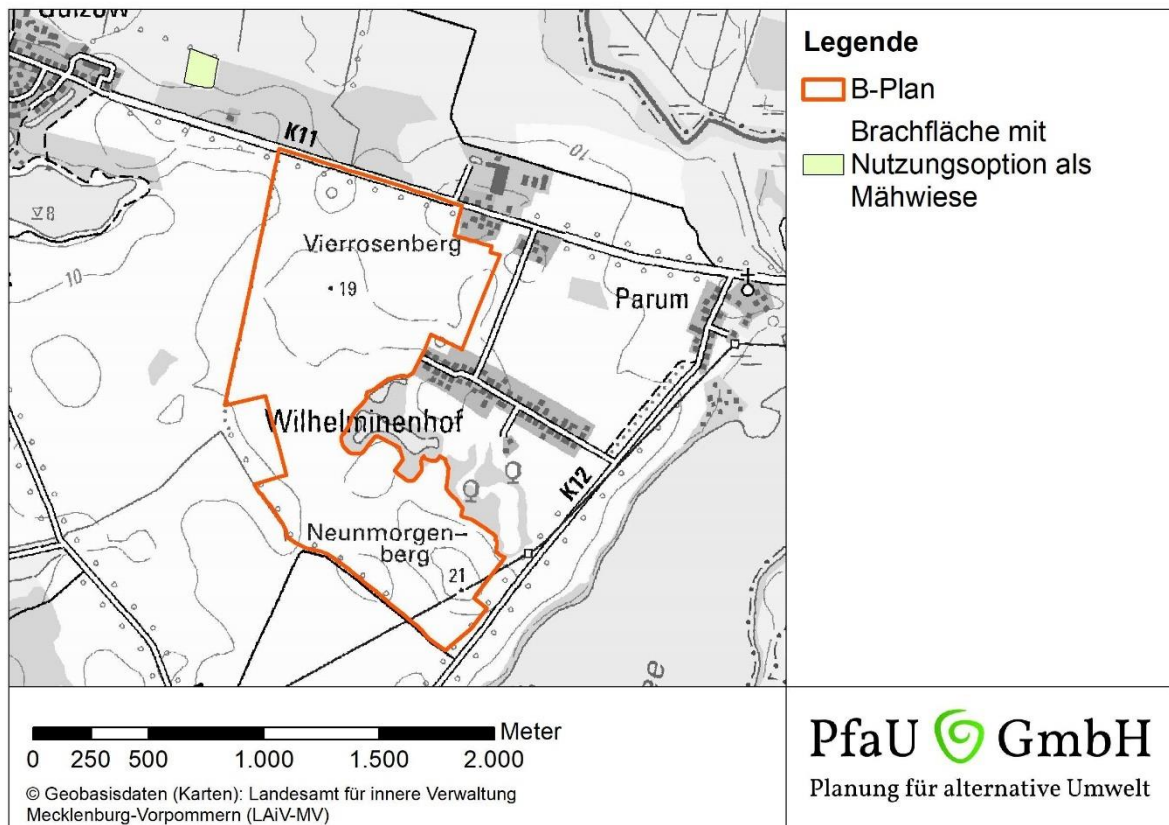 Gülzow
K11
10
V8
Vierrosenberg
19
10
Parum
Wilhelminenhof
K12
Neunmorgen-
berg
21
Legende
B-Plan
Brachfläche mit
Nutzungsoption als
Mähwiese
Meter
0 250 500 1.000 1.500 2.000
© Geobasisdaten (Karten): Landesamt für innere Verwaltung
Mecklenburg-Vorpommern (LAiV-MV)
PfaU GmbH
Planung für alternative Umwelt